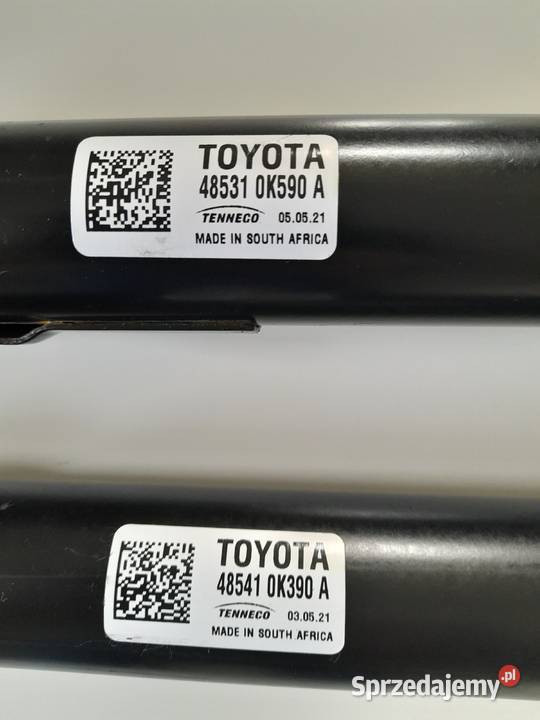 TOYOTA
48531 0K590 A
TENNECO 05.05.21
MADE IN SOUTH AFRICA
TOYOTA
48541 0K390 A
TENNECO 03.05.21
MADE IN SOUTH AFRICA
Sprzedajemy.pl